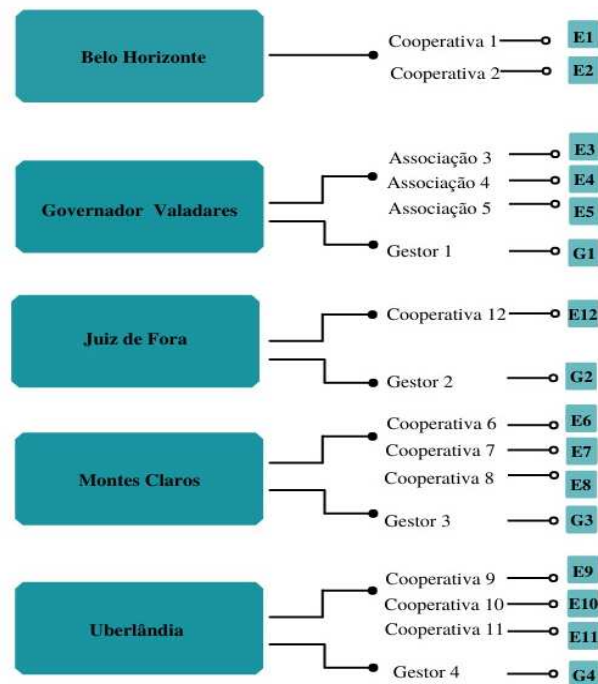 Belo Horizonte
Cooperativa 1 E1
Cooperativa 2 E2
Governador Valadares
Associação 3 E3
Associação 4 E4
Associação 5 E5
Gestor 1 G1
Juiz de Fora
Cooperativa 12 E12
Gestor 2 G2
Montes Claros
Cooperativa 6 E6
Cooperativa 7 E7
Cooperativa 8 E8
Gestor 3 G3
Uberlândia
Cooperativa 9 E9
Cooperativa 10 E10
Cooperativa 11 E11
Gestor 4 G4